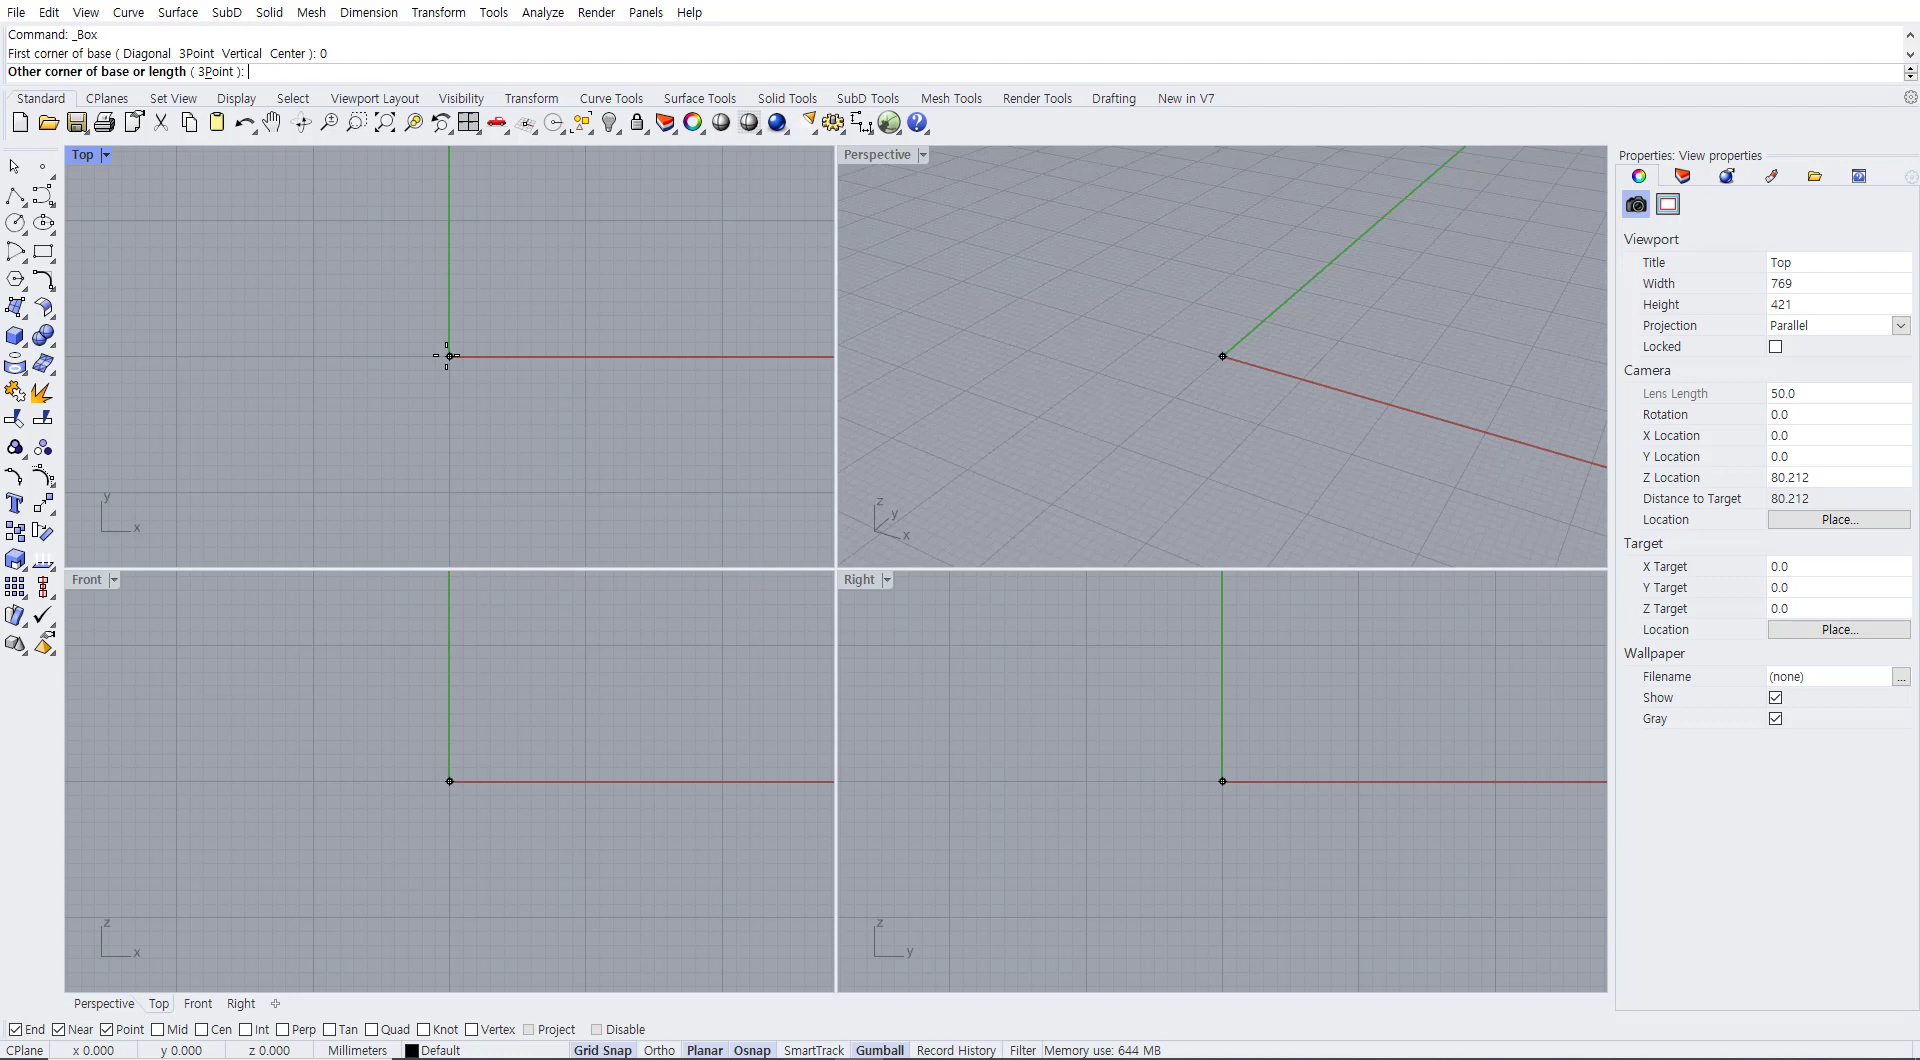 File Edit View Curve Surface SubD Solid Mesh Dimension Transform Tools Analyze Render Panels Help
Command: _Box
First corner of base ( Diagonal 3Point Vertical Center ): 0
Other corner of base or length ( 3Point ):
Standard CPlanes Set View Display Select Viewport Layout Visibility Transform Curve Tools Surface Tools Solid Tools SubD Tools Mesh Tools Render Tools Drafting New in V7
Top
Perspective
y
x
z
y
x
Front
Right
z
x
z
y
Properties: View properties
Viewport
Title Top
Width 769
Height 421
Projection Parallel
Locked
Camera
Lens Length 50.0
Rotation 0.0
X Location 0.0
Y Location 0.0
Z Location 80.212
Distance to Target 80.212
Location Place...
Target
X Target 0.0
Y Target 0.0
Z Target 0.0
Location Place...
Wallpaper
Filename (none) ...
Show
Gray
Perspective Top Front Right
End Near Point Mid Cen Int Perp Tan Quad Knot Vertex Project Disable
CPlane x 0.000 y 0.000 z 0.000 Millimeters Default Grid Snap Ortho Planar Osnap SmartTrack Gumball Record History Filter Memory use: 644 MB